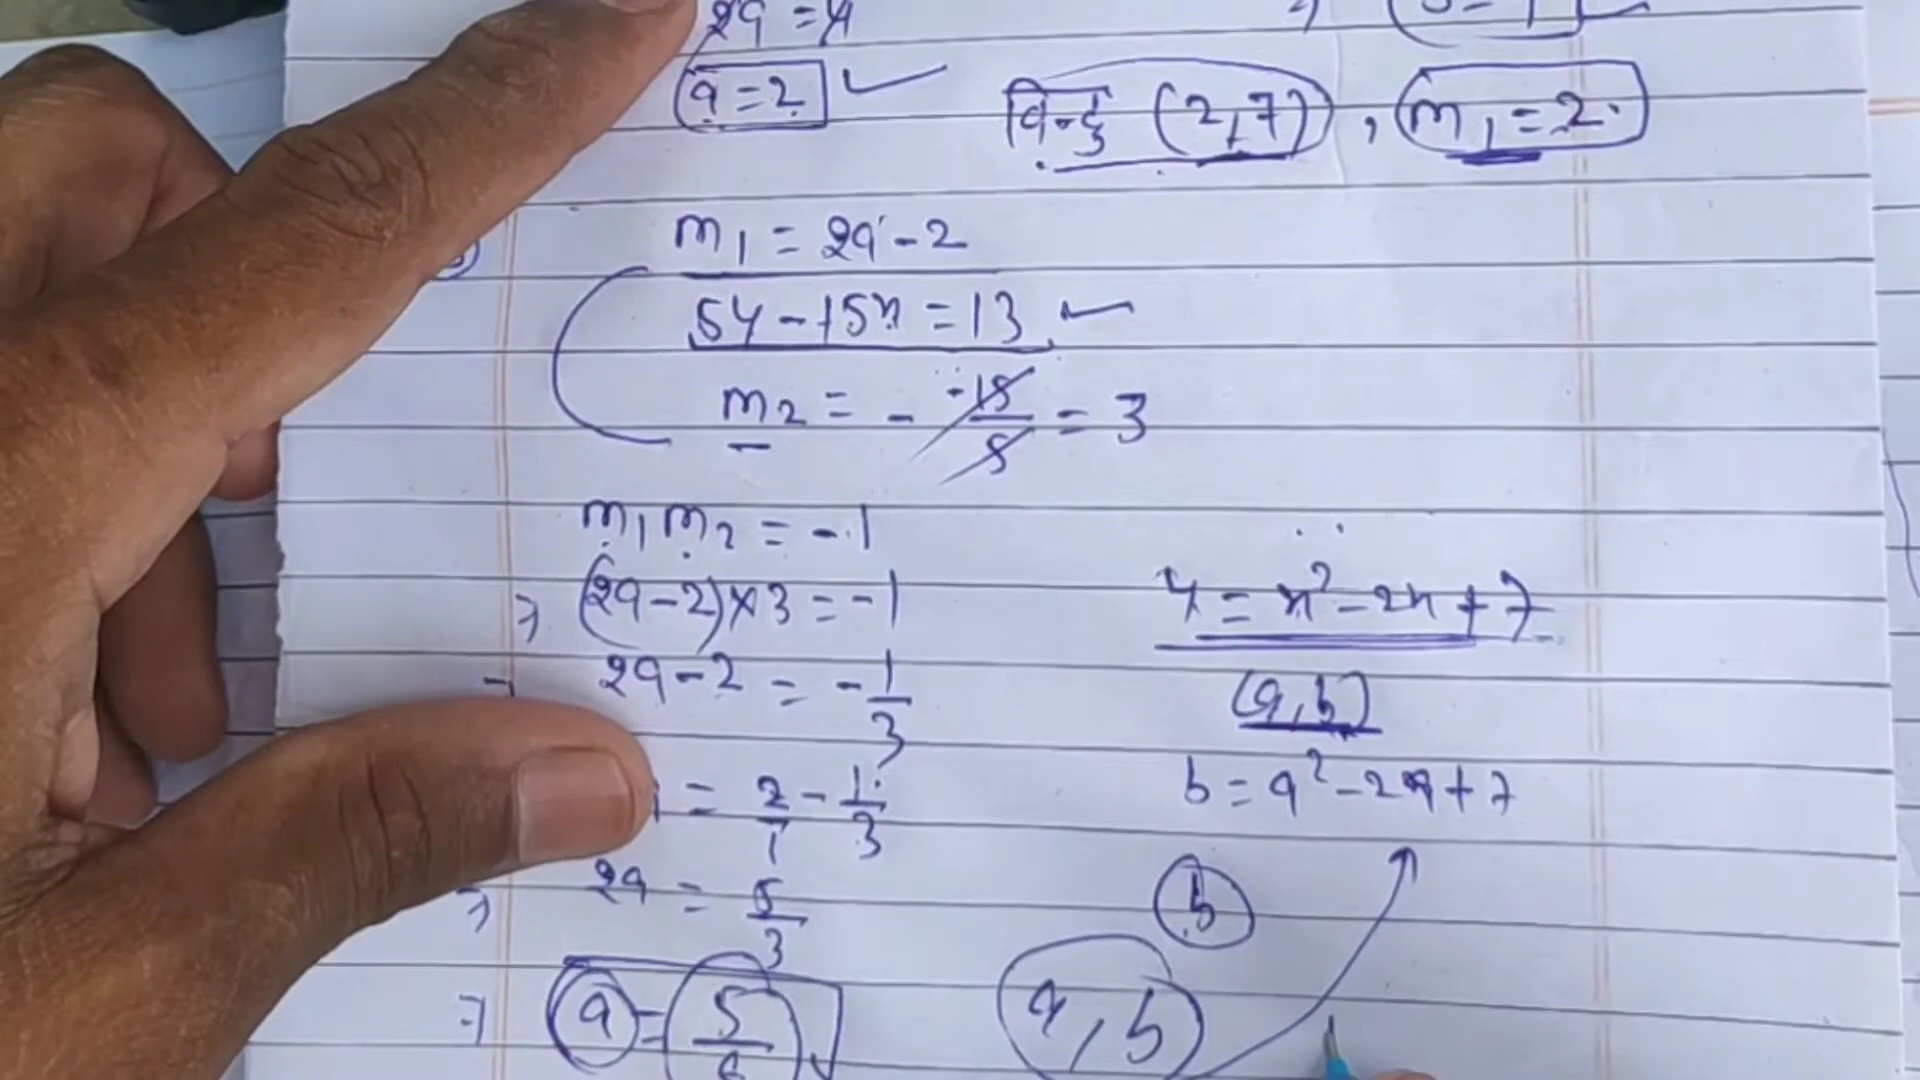 2a = 4
a = 2
बिन्दु (2,7), m₁ = 2
m₁ = 2a - 2
5y - 15x = 13
m₂ = - -15/5 = 3
m₁ m₂ = -1
⇒ (2a - 2) × 3 = -1
2a - 2 = -1/3
= 2/1 - 1/3
⇒ 2a = 5/3
⇒ a = 5/6
y = x² - 2x + 7
(a, b)
b = a² - 2a + 7
b
a, b